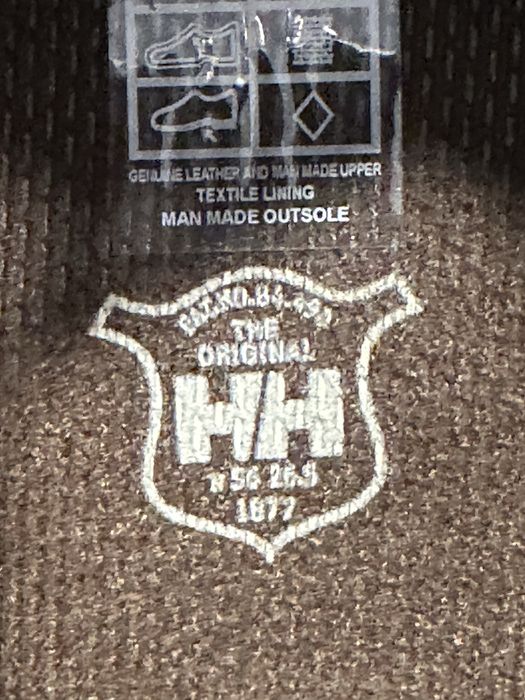 GENUINE LEATHER AND MAN MADE UPPER
TEXTILE LINING
MAN MADE OUTSOLE
THE
ORIGINAL
HH
1877